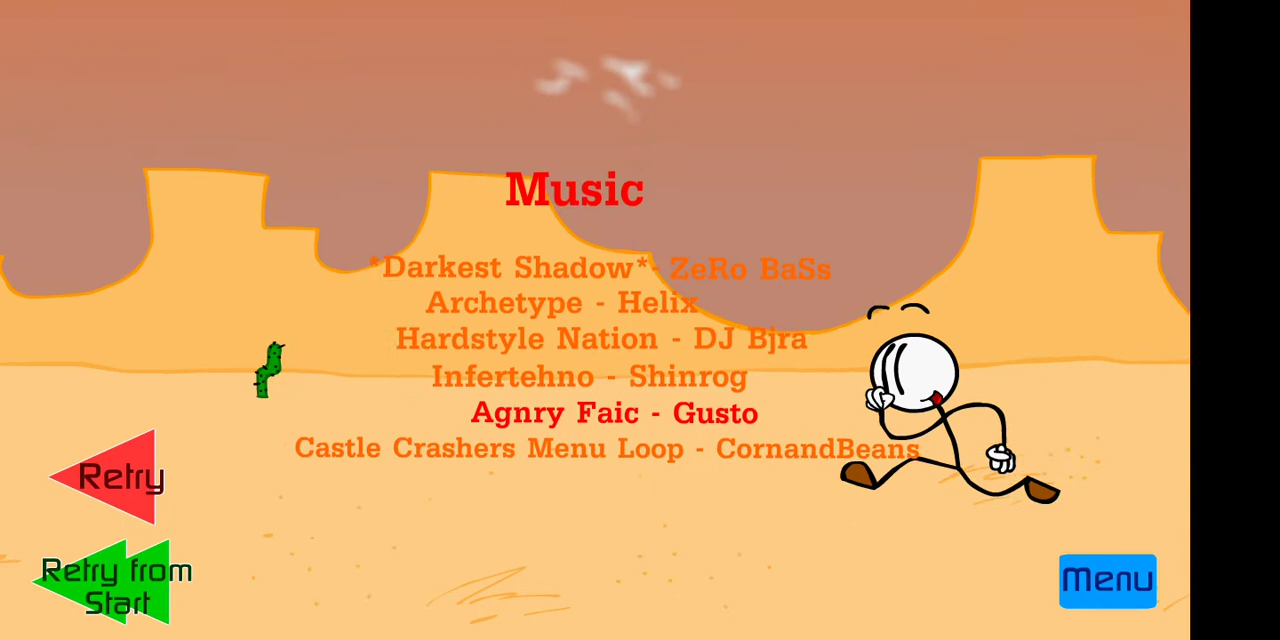 Music
*Darkest Shadow*- ZeRo BaSs
Archetype - Helix
Hardstyle Nation - DJ Bjra
Infertehno - Shinrog
Agnry Faic - Gusto
Castle Crashers Menu Loop - CornandBeans
Retry
Retry from
Start
Menu